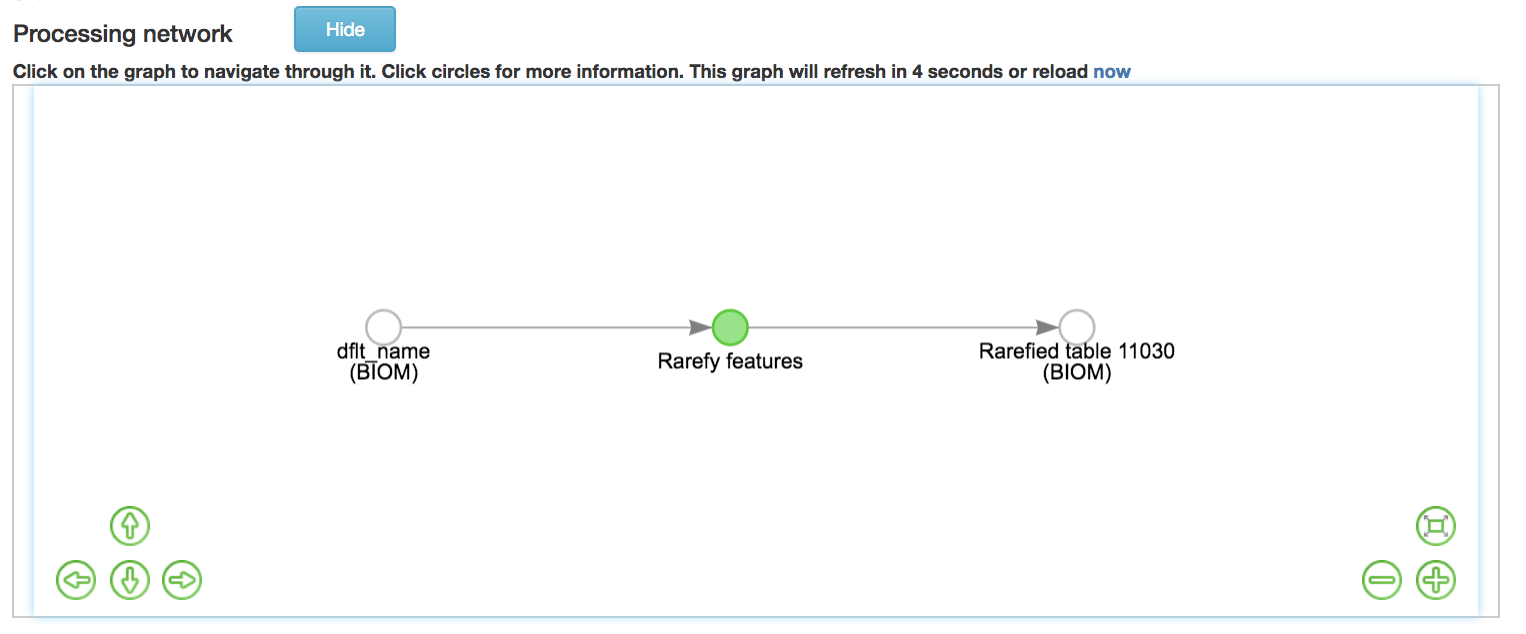 Processing network
Hide
Click on the graph to navigate through it. Click circles for more information. This graph will refresh in 4 seconds or reload now
dflt_name
(BIOM)
Rarefy features
Rarefied table 11030
(BIOM)